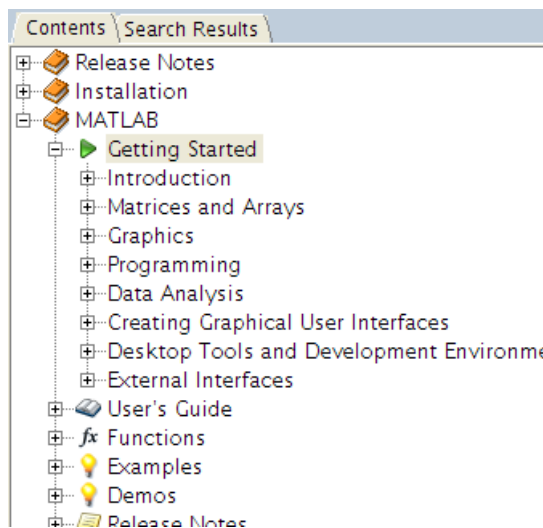 Contents Search Results
Release Notes
Installation
MATLAB
Getting Started
Introduction
Matrices and Arrays
Graphics
Programming
Data Analysis
Creating Graphical User Interfaces
Desktop Tools and Development Environme
External Interfaces
User's Guide
fx Functions
Examples
Demos
Release Notes